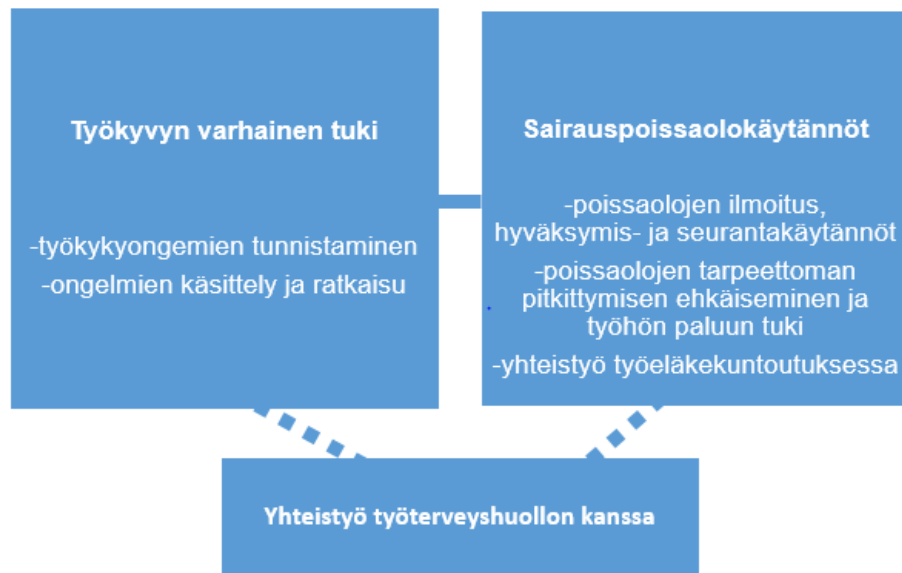 Työkyvyn varhainen tuki
-työkykyongemien tunnistaminen
-ongelmien käsittely ja ratkaisu
Sairauspoissaolokäytännöt
-poissaolojen ilmoitus,
hyväksymis- ja seurantakäytännöt
-poissaolojen tarpeettoman
pitkittymisen ehkäiseminen ja
työhön paluun tuki
-yhteistyö työeläkekuntoutuksessa
Yhteistyö työterveyshuollon kanssa